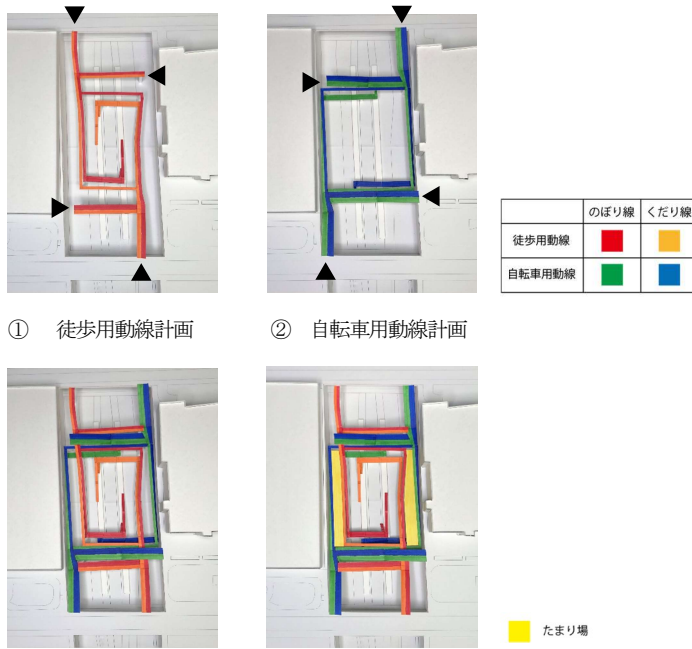 のぼり線 くだり線
徒歩用動線
自転車用動線
① 徒歩用動線計画
② 自転車用動線計画
たまり場